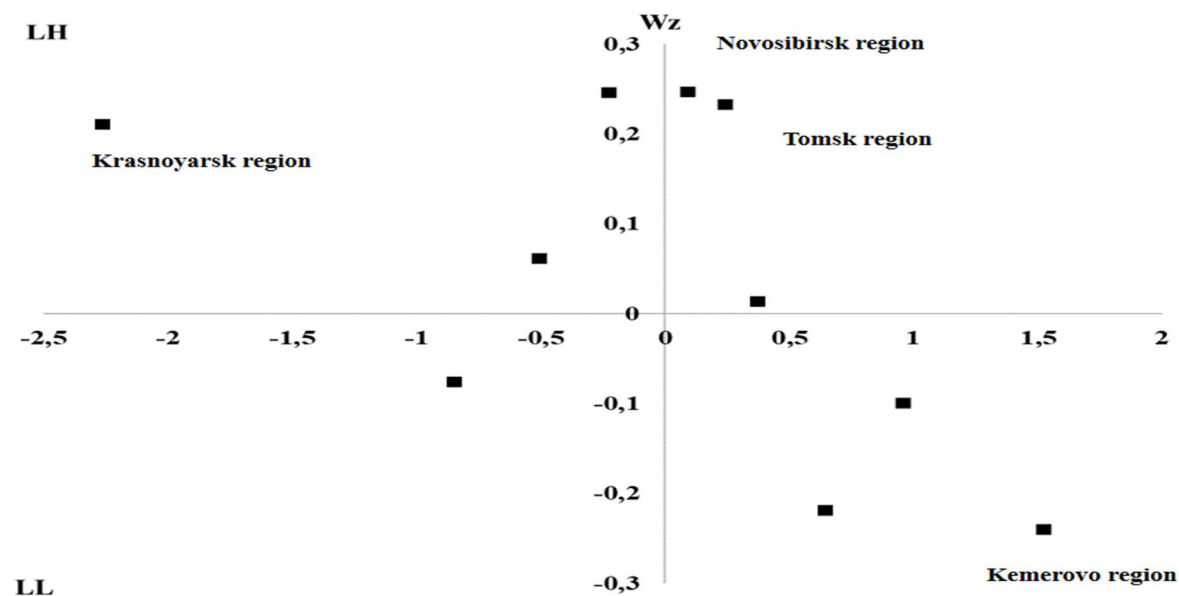 LH
Wz
0,3
Novosibirsk region
0,2
Tomsk region
Krasnoyarsk region
0,1
0
-2,5 -2 -1,5 -1 -0,5 0 0,5 1 1,5 2
-0,1
-0,2
Kemerovo region
-0,3
LL